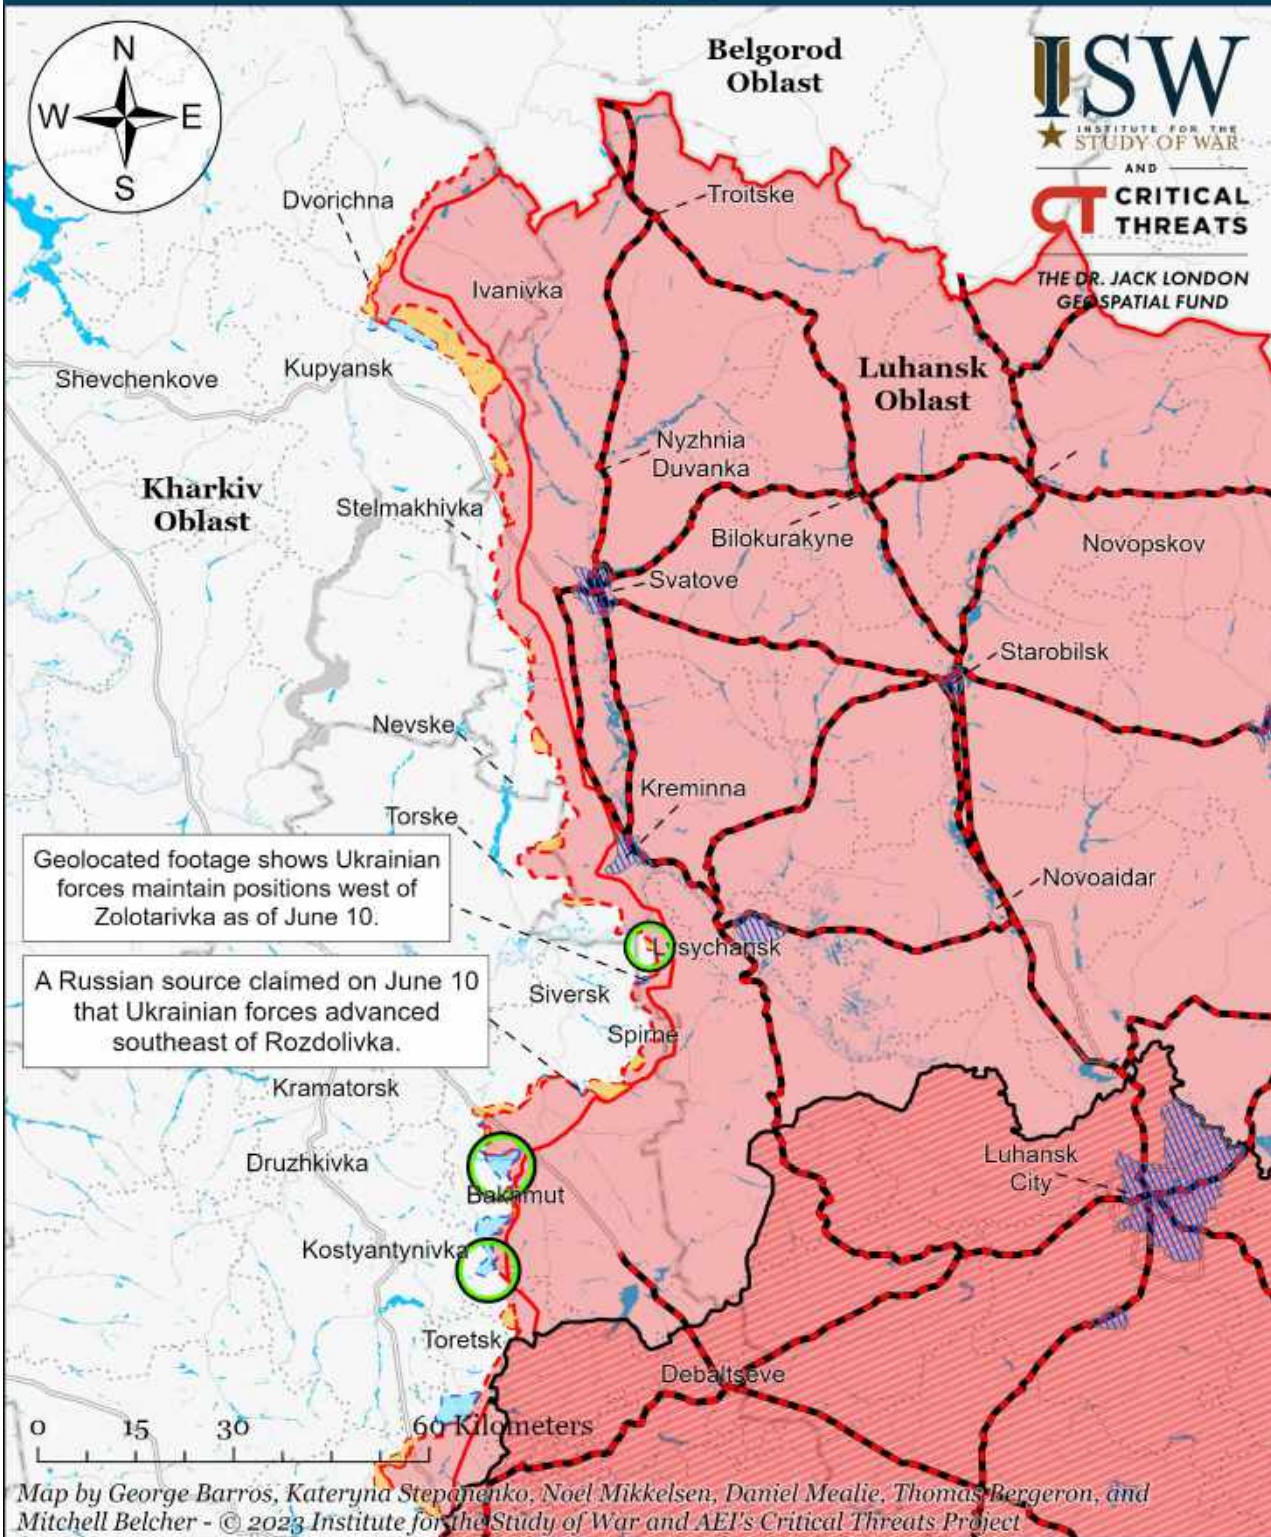 N
W E
S
Belgorod
Oblast
ISW
INSTITUTE FOR THE
STUDY OF WAR
AND
CT CRITICAL
THREATS
THE DR. JACK LONDON
GEOSPATIAL FUND
Dvorichna
Troitske
Ivanivka
Shevchenkove
Kupyansk
Luhansk
Oblast
Nyzhnia
Duvanka
Kharkiv
Oblast
Stelmakhivka
Bilokurakyne
Novopskov
Svatove
Starobilsk
Nevske
Kreminna
Torske
Geolocated footage shows Ukrainian
forces maintain positions west of
Zolotarivka as of June 10.
Novoaidar
Lysychansk
A Russian source claimed on June 10
that Ukrainian forces advanced
southeast of Rozdolivka.
Siversk
Spirne
Kramatorsk
Druzhkivka
Luhansk
City
Bakhmut
Kostyantynivka
Toretsk
Debaltseve
0 15 30 60 Kilometers
Map by George Barros, Kateryna Stepanenko, Noel Mikkelsen, Daniel Mealie, Thomas Bergeron, and
Mitchell Belcher - © 2023 Institute for the Study of War and AEI's Critical Threats Project